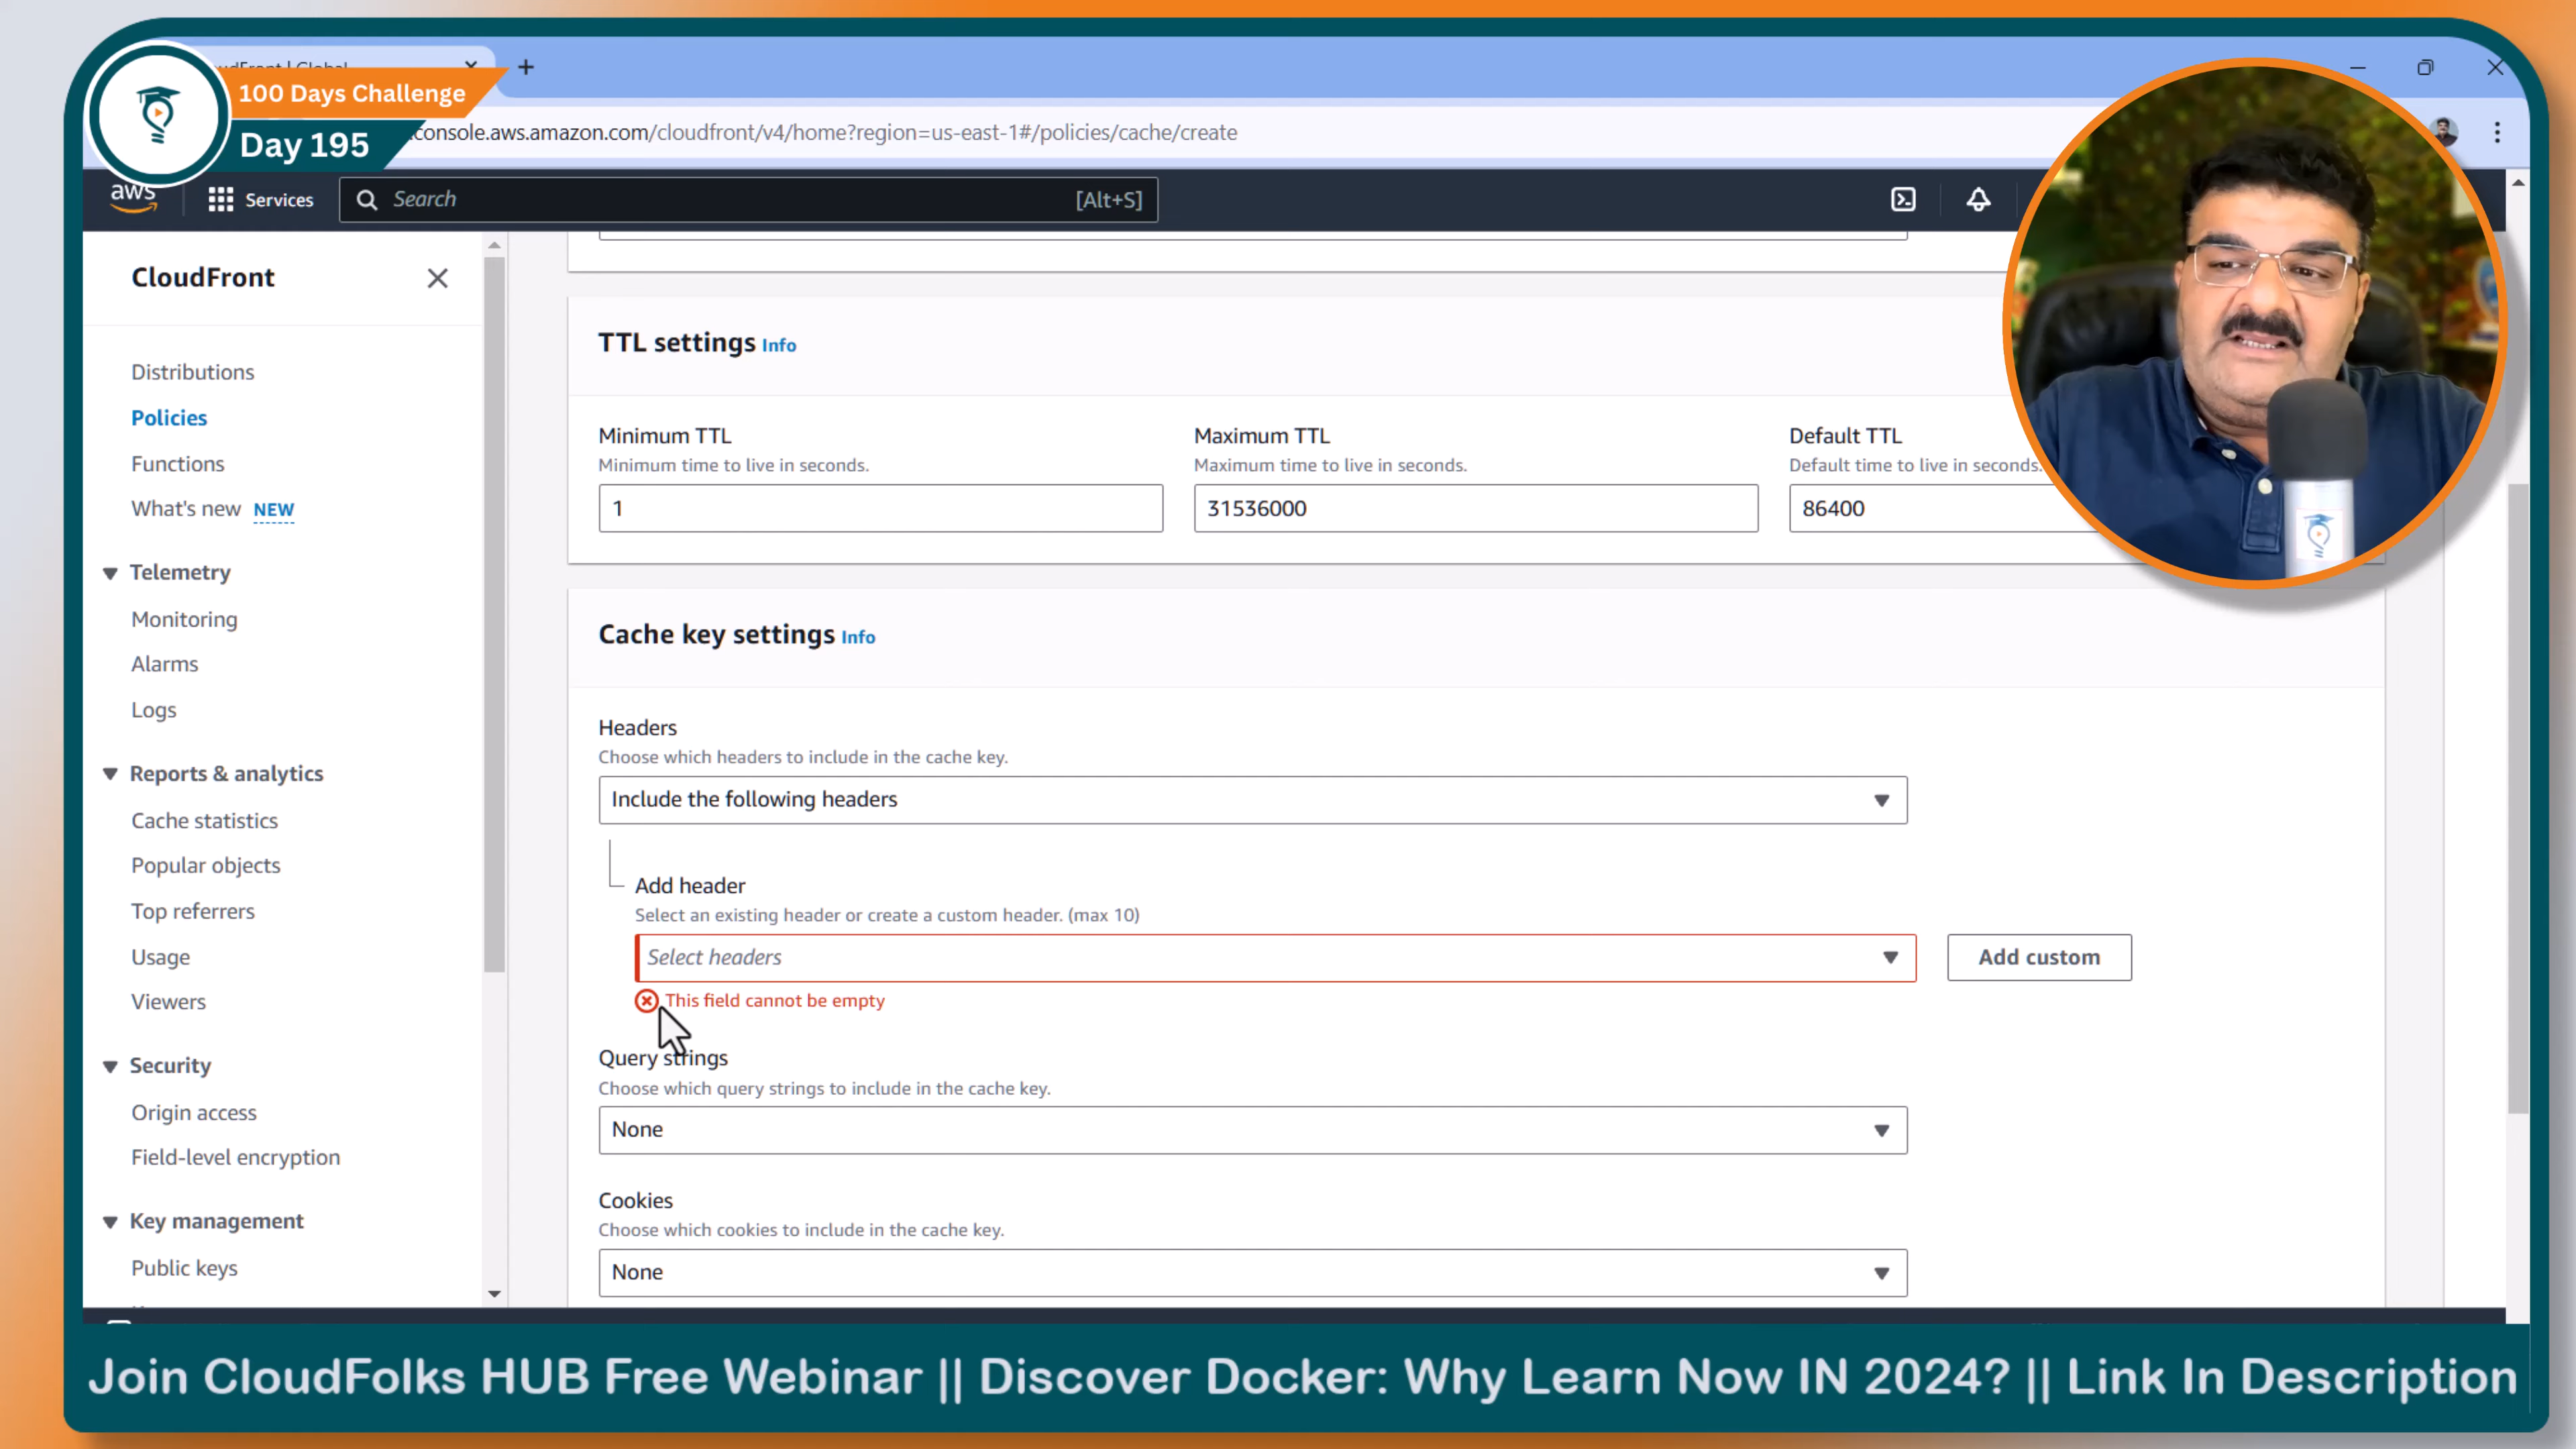 100 Days Challenge
Day 195
console.aws.amazon.com/cloudfront/v4/home?region=us-east-1#/policies/cache/create
aws
Services
Search
[Alt+S]
CloudFront
Distributions
Policies
Functions
What's new NEW
Telemetry
Monitoring
Alarms
Logs
Reports & analytics
Cache statistics
Popular objects
Top referrers
Usage
Viewers
Security
Origin access
Field-level encryption
Key management
Public keys
TTL settings Info
Minimum TTL
Minimum time to live in seconds.
1
Maximum TTL
Maximum time to live in seconds.
31536000
Default TTL
Default time to live in seconds.
86400
Cache key settings Info
Headers
Choose which headers to include in the cache key.
Include the following headers
Add header
Select an existing header or create a custom header. (max 10)
Select headers
Add custom
This field cannot be empty
Query strings
Choose which query strings to include in the cache key.
None
Cookies
Choose which cookies to include in the cache key.
None
Join CloudFolks HUB Free Webinar || Discover Docker: Why Learn Now IN 2024? || Link In Description